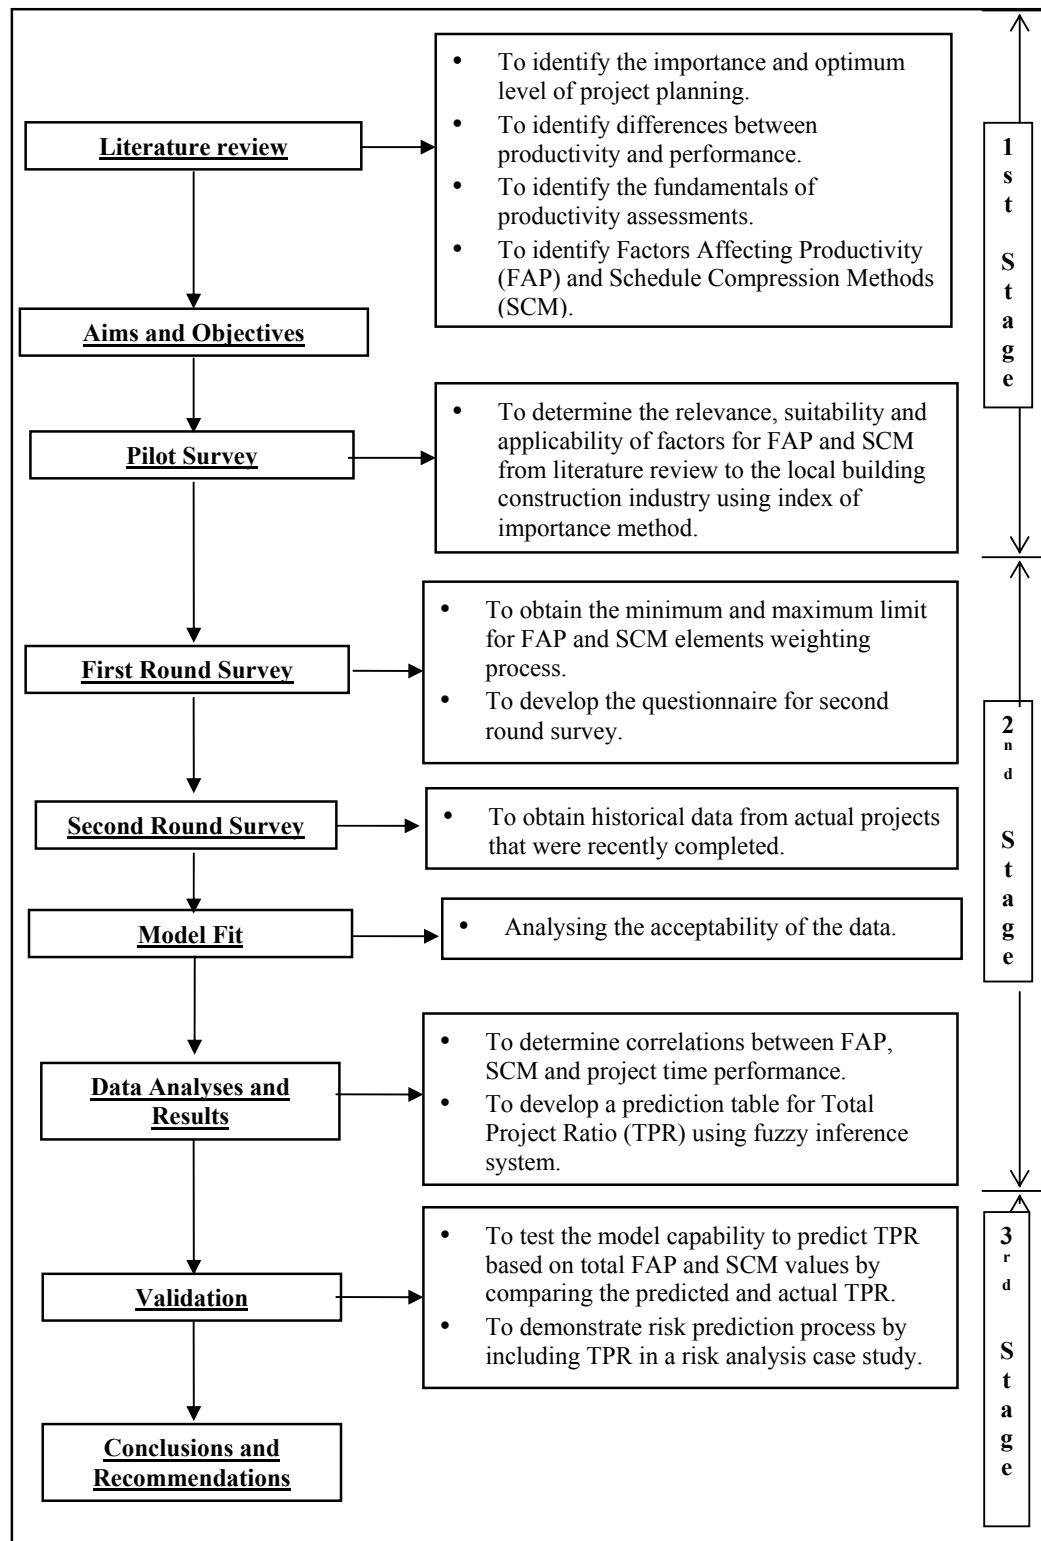 Literature review
• To identify the importance and optimum
level of project planning.
• To identify differences between
productivity and performance.
• To identify the fundamentals of
productivity assessments.
• To identify Factors Affecting Productivity
(FAP) and Schedule Compression Methods
(SCM).
Aims and Objectives
Pilot Survey
• To determine the relevance, suitability and
applicability of factors for FAP and SCM
from literature review to the local building
construction industry using index of
importance method.
1st Stage
First Round Survey
• To obtain the minimum and maximum limit
for FAP and SCM elements weighting
process.
• To develop the questionnaire for second
round survey.
Second Round Survey
• To obtain historical data from actual projects
that were recently completed.
Model Fit
• Analysing the acceptability of the data.
Data Analyses and
Results
• To determine correlations between FAP,
SCM and project time performance.
• To develop a prediction table for Total
Project Ratio (TPR) using fuzzy inference
system.
2nd Stage
Validation
• To test the model capability to predict TPR
based on total FAP and SCM values by
comparing the predicted and actual TPR.
• To demonstrate risk prediction process by
including TPR in a risk analysis case study.
Conclusions and
Recommendations
3rd Stage